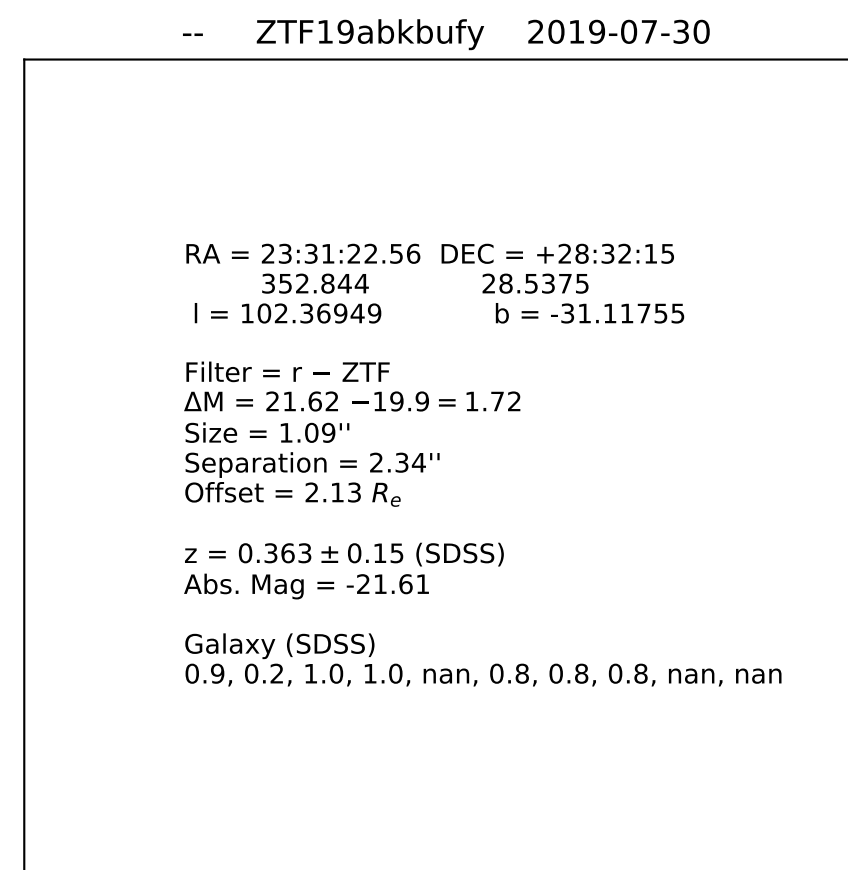 -- ZTF19abkbufy 2019-07-30
RA = 23:31:22.56 DEC = +28:32:15
352.844 28.5375
l = 102.36949 b = -31.11755
Filter = r − ZTF
ΔM = 21.62 −19.9 = 1.72
Size = 1.09''
Separation = 2.34''
Offset = 2.13 Re
z = 0.363 ± 0.15 (SDSS)
Abs. Mag = -21.61
Galaxy (SDSS)
0.9, 0.2, 1.0, 1.0, nan, 0.8, 0.8, 0.8, nan, nan